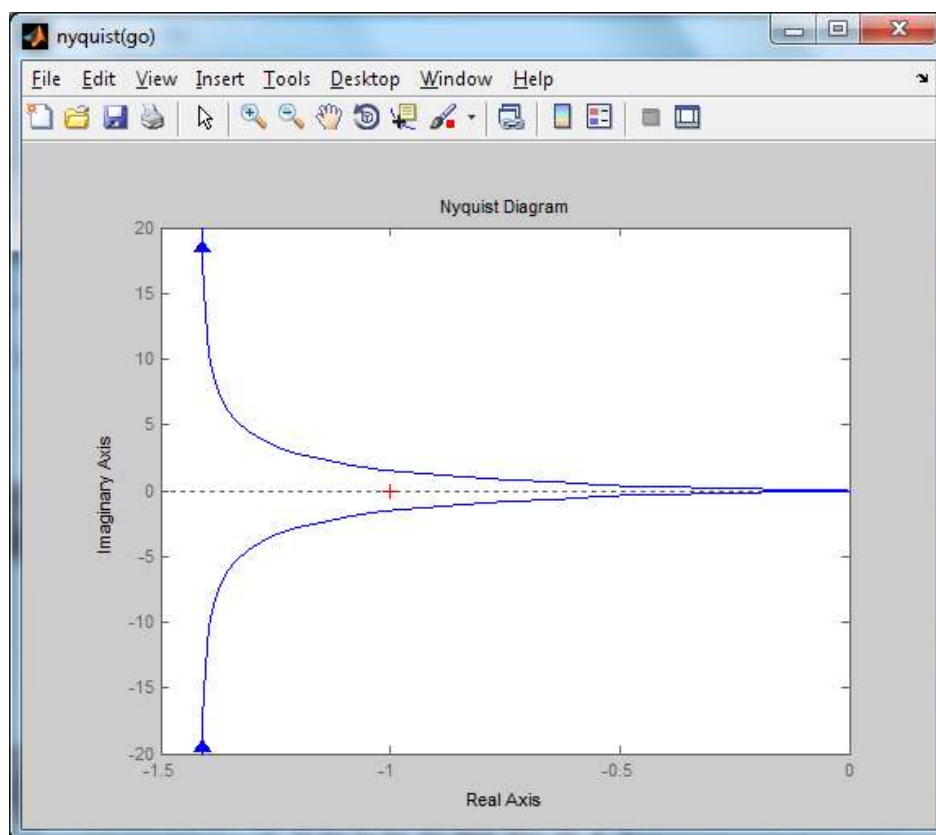 nyquist(go)
File Edit View Insert Tools Desktop Window Help
Nyquist Diagram
20
15
10
5
0
-5
-10
-15
-20
-1.5 -1 -0.5 0
Imaginary Axis
Real Axis